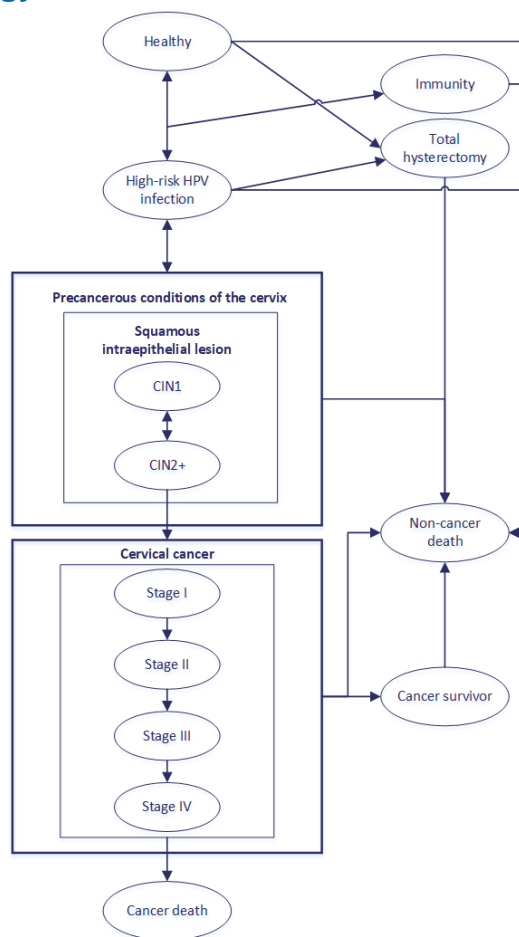 gy
Healthy
Immunity
Total
hysterectomy
High-risk HPV
infection
Precancerous conditions of the cervix
Squamous
intraepithelial lesion
CIN1
CIN2+
Non-cancer
death
Cervical cancer
Stage I
Stage II
Cancer survivor
Stage III
Stage IV
Cancer death